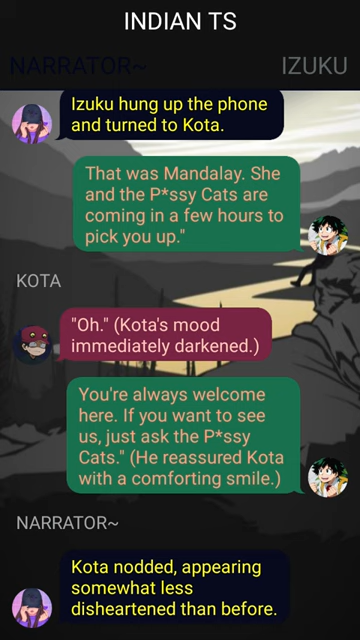 INDIAN TS
NARRATOR~
IZUKU
Izuku hung up the phone
and turned to Kota.
That was Mandalay. She
and the P*ssy Cats are
coming in a few hours to
pick you up."
KOTA
"Oh." (Kota's mood
immediately darkened.)
You're always welcome
here. If you want to see
us, just ask the P*ssy
Cats." (He reassured Kota
with a comforting smile.)
NARRATOR~
Kota nodded, appearing
somewhat less
disheartened than before.